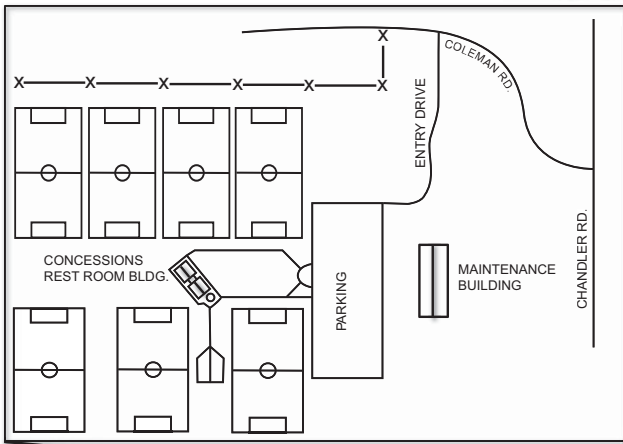 COLEMAN RD.
ENTRY DRIVE
CONCESSIONS
REST ROOM BLDG.
PARKING
MAINTENANCE
BUILDING
CHANDLER RD.